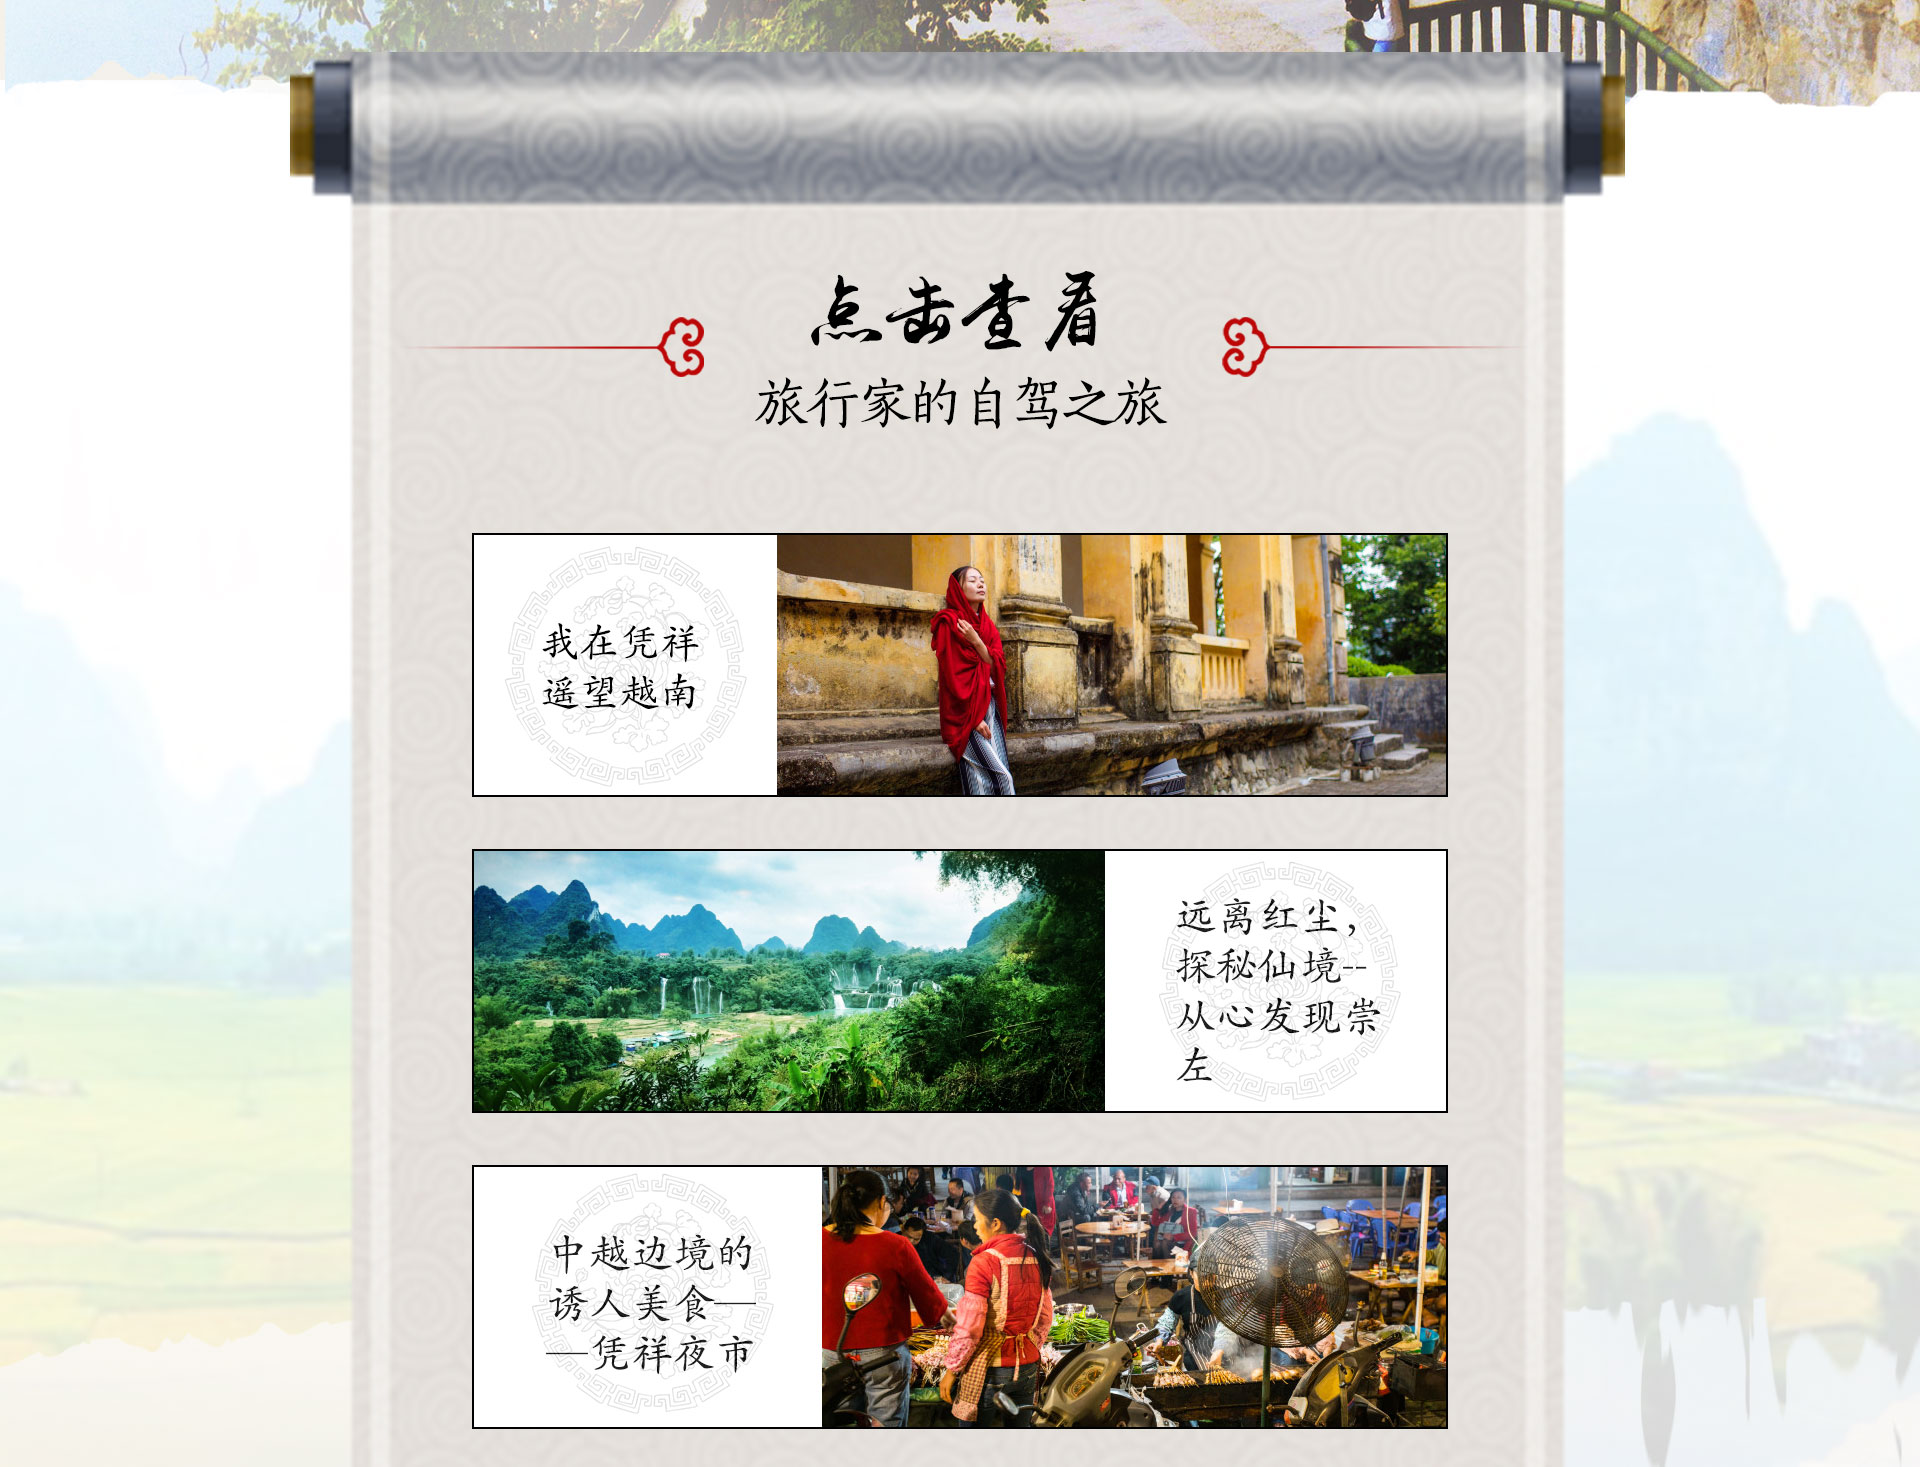 点击查看
旅行家的自驾之旅
我在凭祥
遥望越南
远离红尘，
探秘仙境--
从心发现崇
左
中越边境的
诱人美食—
—凭祥夜市